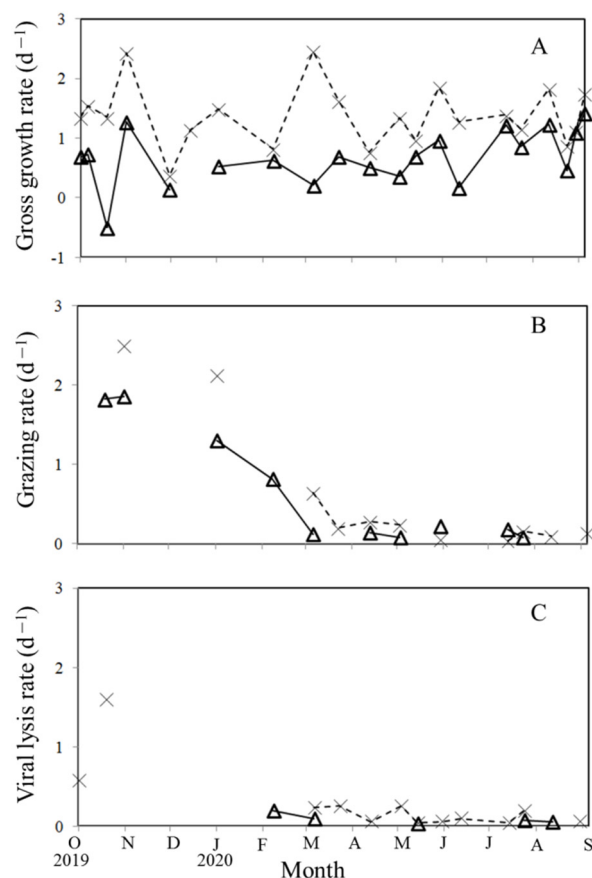 3
A
2
1
0
-1
Gross growth rate (d⁻¹)
3
B
2
1
0
Grazing rate (d⁻¹)
3
C
2
1
0
Viral lysis rate (d⁻¹)
O N D J F M A M J J A S
2019 2020
Month